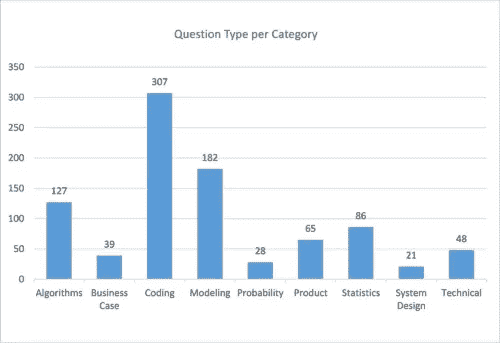 Question Type per Category
350
300
250
200
150
100
50
0
127
39
307
182
28
65
86
21
48
Algorithms
Business
Case
Coding
Modeling
Probability
Product
Statistics
System
Design
Technical